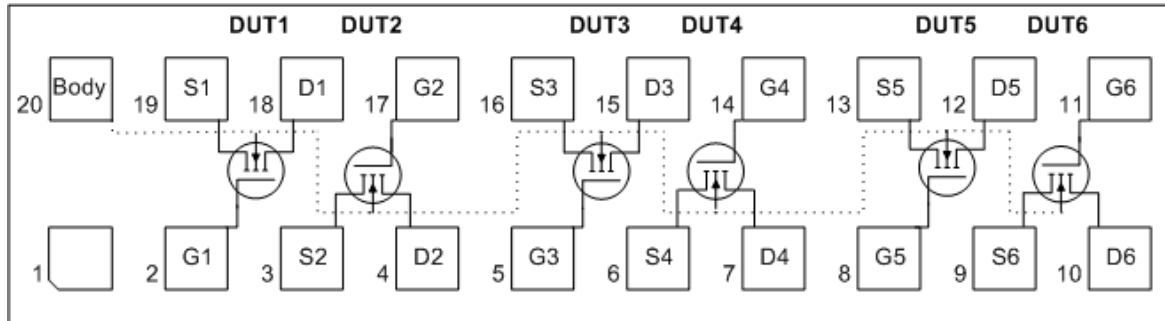 DUT1 DUT2 DUT3 DUT4 DUT5 DUT6
20 Body 19 S1 18 D1 17 G2 16 S3 15 D3 14 G4 13 S5 12 D5 11 G6
1 2 G1 3 S2 4 D2 5 G3 6 S4 7 D4 8 G5 9 S6 10 D6